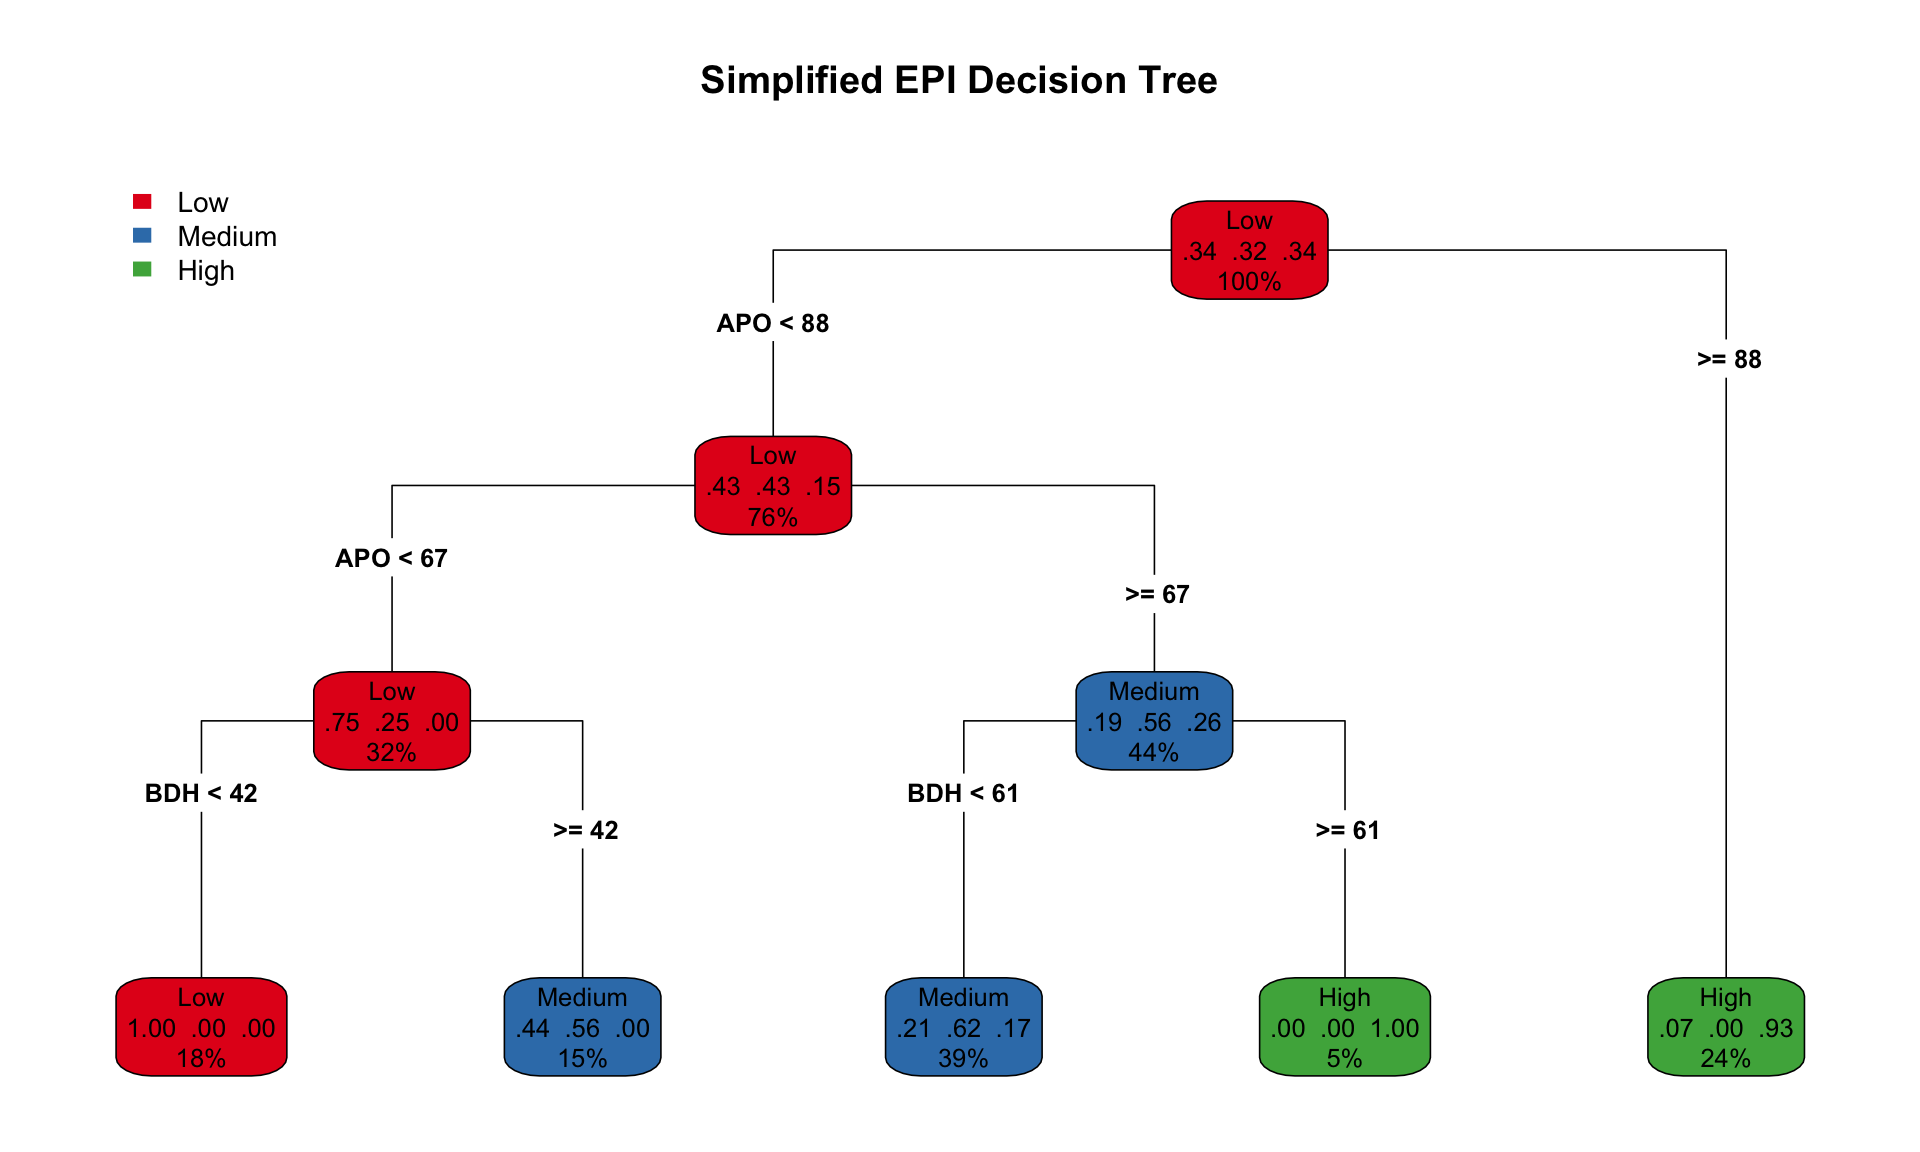 Simplified EPI Decision Tree
Low
Medium
High
Low
.34 .32 .34
100%
APO < 88
>= 88
Low
.43 .43 .15
76%
APO < 67
>= 67
Low
.75 .25 .00
32%
Medium
.19 .56 .26
44%
BDH < 42
>= 42
BDH < 61
>= 61
Low
1.00 .00 .00
18%
Medium
.44 .56 .00
15%
Medium
.21 .62 .17
39%
High
.00 .00 1.00
5%
High
.07 .00 .93
24%